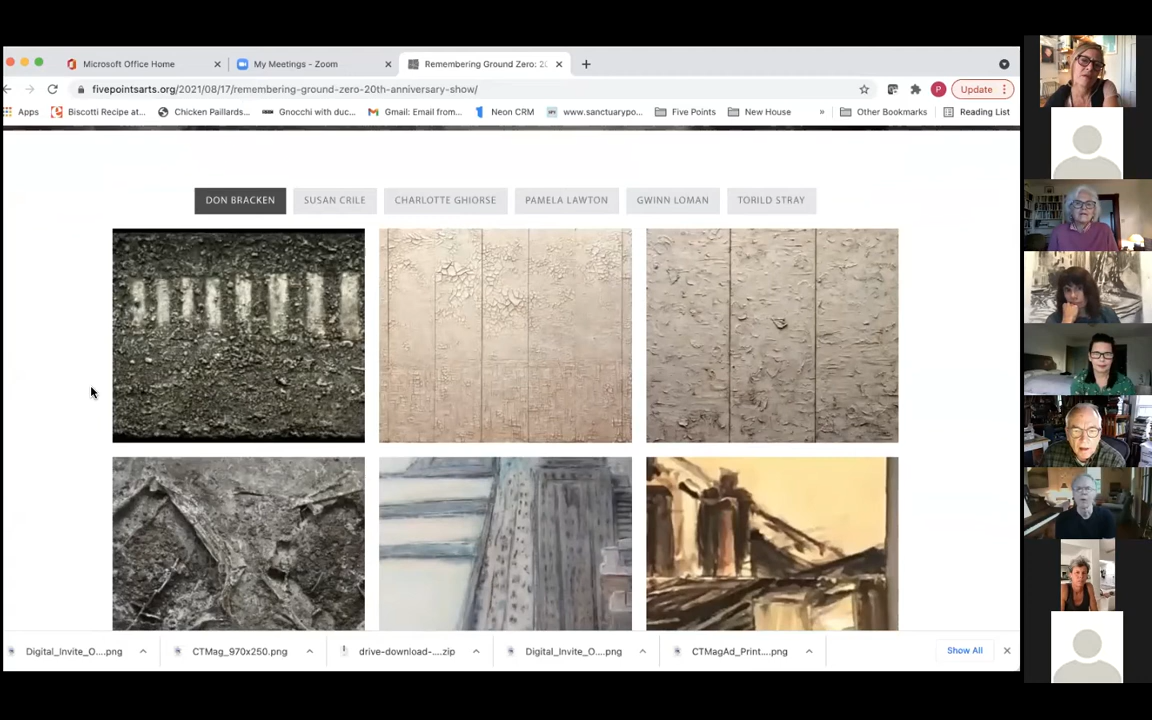 Microsoft Office Home
My Meetings - Zoom
Remembering Ground Zero: 20
fivepointsarts.org/2021/08/17/remembering-ground-zero-20th-anniversary-show/
P
Update
Apps
Biscotti Recipe at...
Chicken Paillards...
Gnocchi with duc...
Gmail: Email from...
Neon CRM
www.sanctuarypo...
Five Points
New House
»
Other Bookmarks
Reading List
DON BRACKEN
SUSAN CRILE
CHARLOTTE GHIORSE
PAMELA LAWTON
GWINN LOMAN
TORILD STRAY
Digital_Invite_O....png
CTMag_970x250.png
drive-download-....zip
Digital_Invite_O....png
CTMagAd_Print....png
Show All